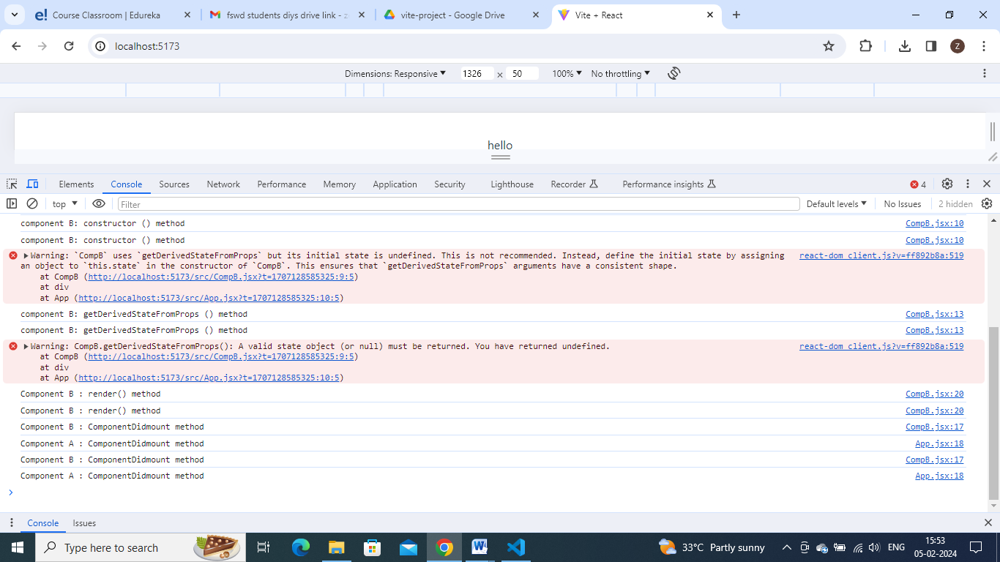 Course Classroom | Edureka
fswd students diys drive link - z
vite-project - Google Drive
Vite + React
localhost:5173
Z
Dimensions: Responsive 1326 × 50 100% No throttling
hello
Elements Console Sources Network Performance Memory Application Security Lighthouse Recorder Performance insights 4
top Filter Default levels No Issues 2 hidden
component B: constructor () method CompB.jsx:10
component B: constructor () method CompB.jsx:10
Warning: `CompB` uses `getDerivedStateFromProps` but its initial state is undefined. This is not recommended. Instead, define the initial state by assigning react-dom_client.js?v=ff892b8a:519
an object to `this.state` in the constructor of `CompB`. This ensures that `getDerivedStateFromProps` arguments have a consistent shape.
at CompB (http://localhost:5173/src/CompB.jsx?t=1707128585325:9:5)
at div
at App (http://localhost:5173/src/App.jsx?t=1707128585325:10:5)
component B: getDerivedStateFromProps () method CompB.jsx:13
component B: getDerivedStateFromProps () method CompB.jsx:13
Warning: CompB.getDerivedStateFromProps(): A valid state object (or null) must be returned. You have returned undefined. react-dom_client.js?v=ff892b8a:519
at CompB (http://localhost:5173/src/CompB.jsx?t=1707128585325:9:5)
at div
at App (http://localhost:5173/src/App.jsx?t=1707128585325:10:5)
Component B : render() method CompB.jsx:20
Component B : render() method CompB.jsx:20
Component B : ComponentDidmount method CompB.jsx:17
Component A : ComponentDidmount method App.jsx:18
Component B : ComponentDidmount method CompB.jsx:17
Component A : ComponentDidmount method App.jsx:18
Console Issues
Type here to search
33°C Partly sunny
ENG
15:53
05-02-2024